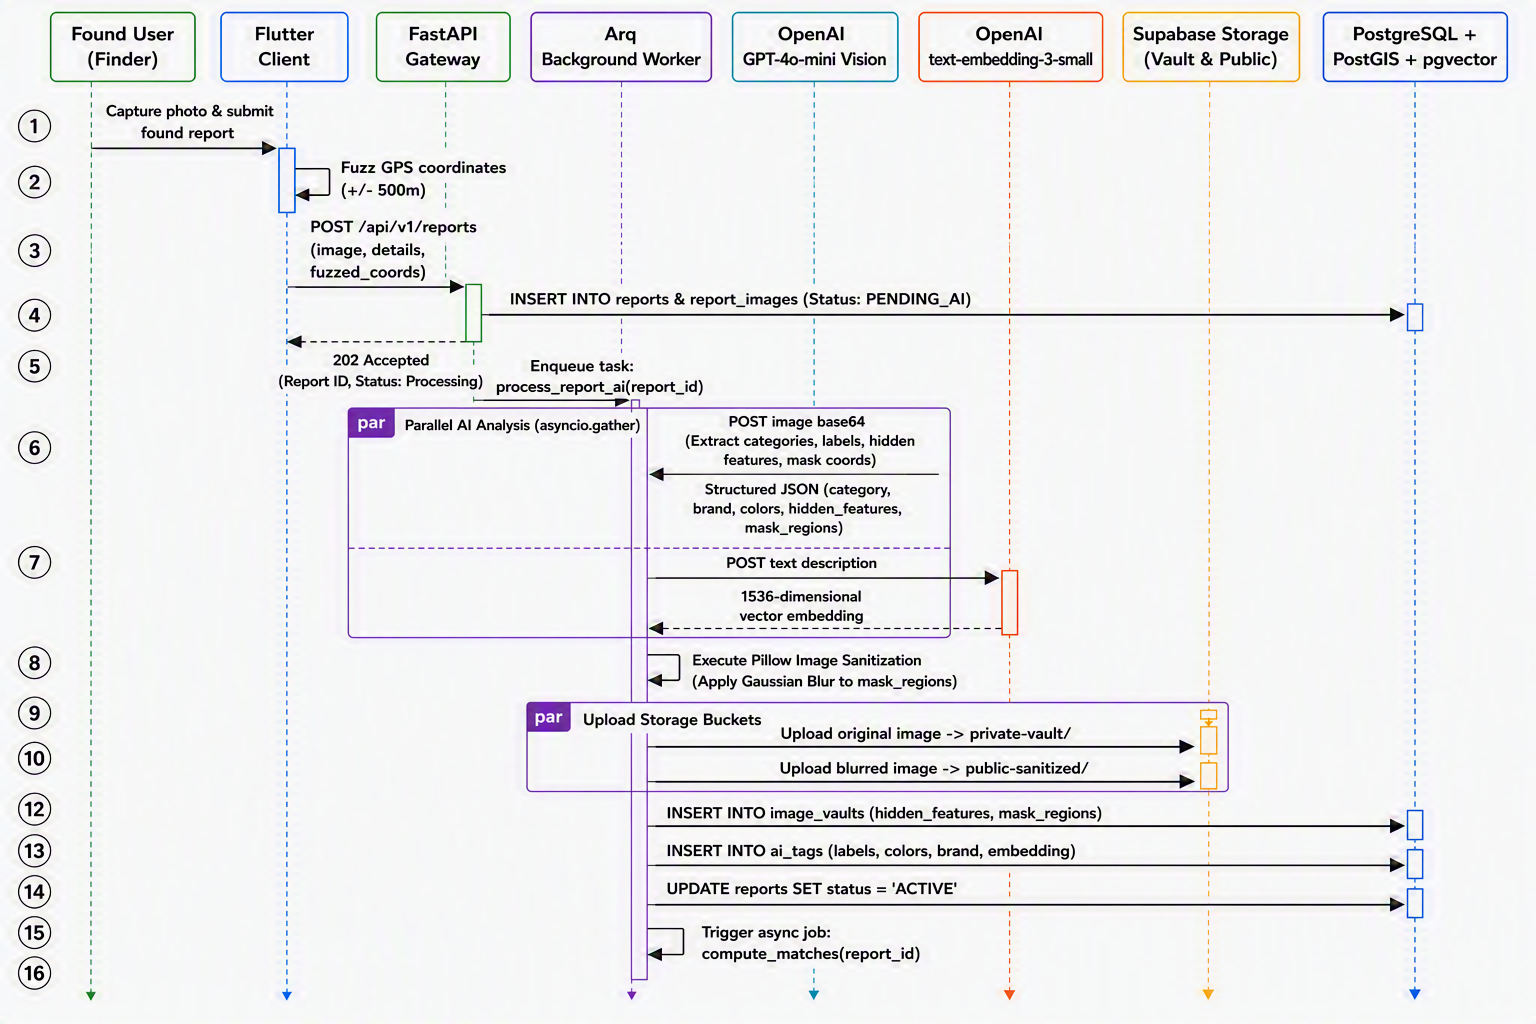 Found User
(Finder)
Flutter
Client
FastAPI
Gateway
Arq
Background Worker
OpenAI
GPT-4o-mini Vision
OpenAI
text-embedding-3-small
Supabase Storage
(Vault & Public)
PostgreSQL +
PostGIS + pgvector
1
Capture photo & submit
found report
2
Fuzz GPS coordinates
(+/- 500m)
3
POST /api/v1/reports
(image, details,
fuzzed_coords)
4
INSERT INTO reports & report_images (Status: PENDING_AI)
5
202 Accepted
(Report ID, Status: Processing)
Enqueue task:
process_report_ai(report_id)
par
Parallel AI Analysis (asyncio.gather)
6
POST image base64
(Extract categories, labels, hidden
features, mask coords)
Structured JSON (category,
brand, colors, hidden_features,
mask_regions)
7
POST text description
1536-dimensional
vector embedding
8
Execute Pillow Image Sanitization
(Apply Gaussian Blur to mask_regions)
9
par
Upload Storage Buckets
Upload original image -> private-vault/
10
Upload blurred image -> public-sanitized/
12
INSERT INTO image_vaults (hidden_features, mask_regions)
13
INSERT INTO ai_tags (labels, colors, brand, embedding)
14
UPDATE reports SET status = 'ACTIVE'
15
Trigger async job:
compute_matches(report_id)
16